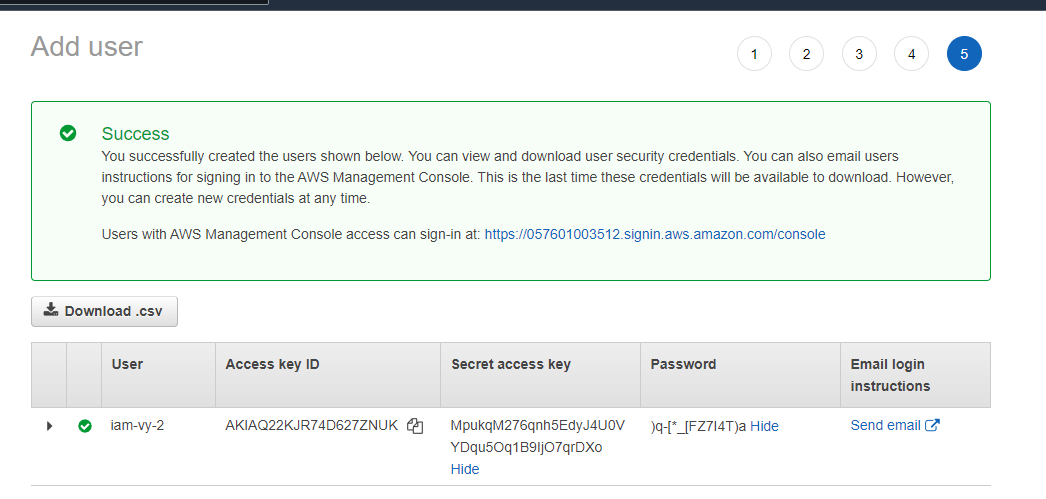 Add user
1 2 3 4 5
Success
You successfully created the users shown below. You can view and download user security credentials. You can also email users
instructions for signing in to the AWS Management Console. This is the last time these credentials will be available to download. However,
you can create new credentials at any time.
Users with AWS Management Console access can sign-in at: https://057601003512.signin.aws.amazon.com/console
Download .csv
User Access key ID Secret access key Password Email login
instructions
iam-vy-2 AKIAQ22KJR74D627ZNUK MpukqM276qnh5EdyJ4U0V )q-[*_[FZ7I4T)a Hide Send email
YDqu5Oq1B9IjO7qrDXo
Hide